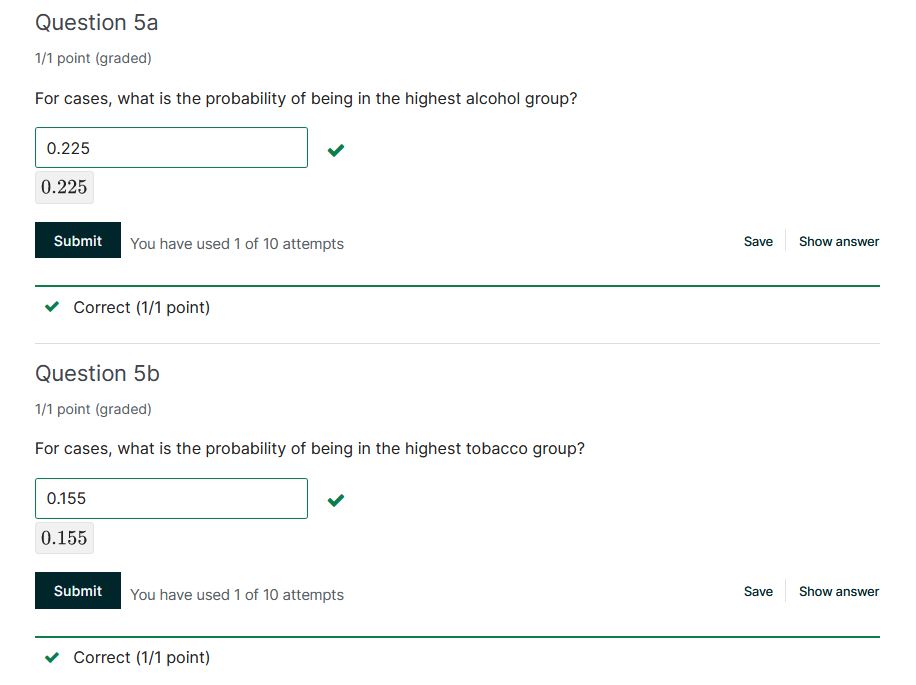 Question 5a
1/1 point (graded)
For cases, what is the probability of being in the highest alcohol group?
0.225
0.225
Submit You have used 1 of 10 attempts Save Show answer
Correct (1/1 point)
Question 5b
1/1 point (graded)
For cases, what is the probability of being in the highest tobacco group?
0.155
0.155
Submit You have used 1 of 10 attempts Save Show answer
Correct (1/1 point)